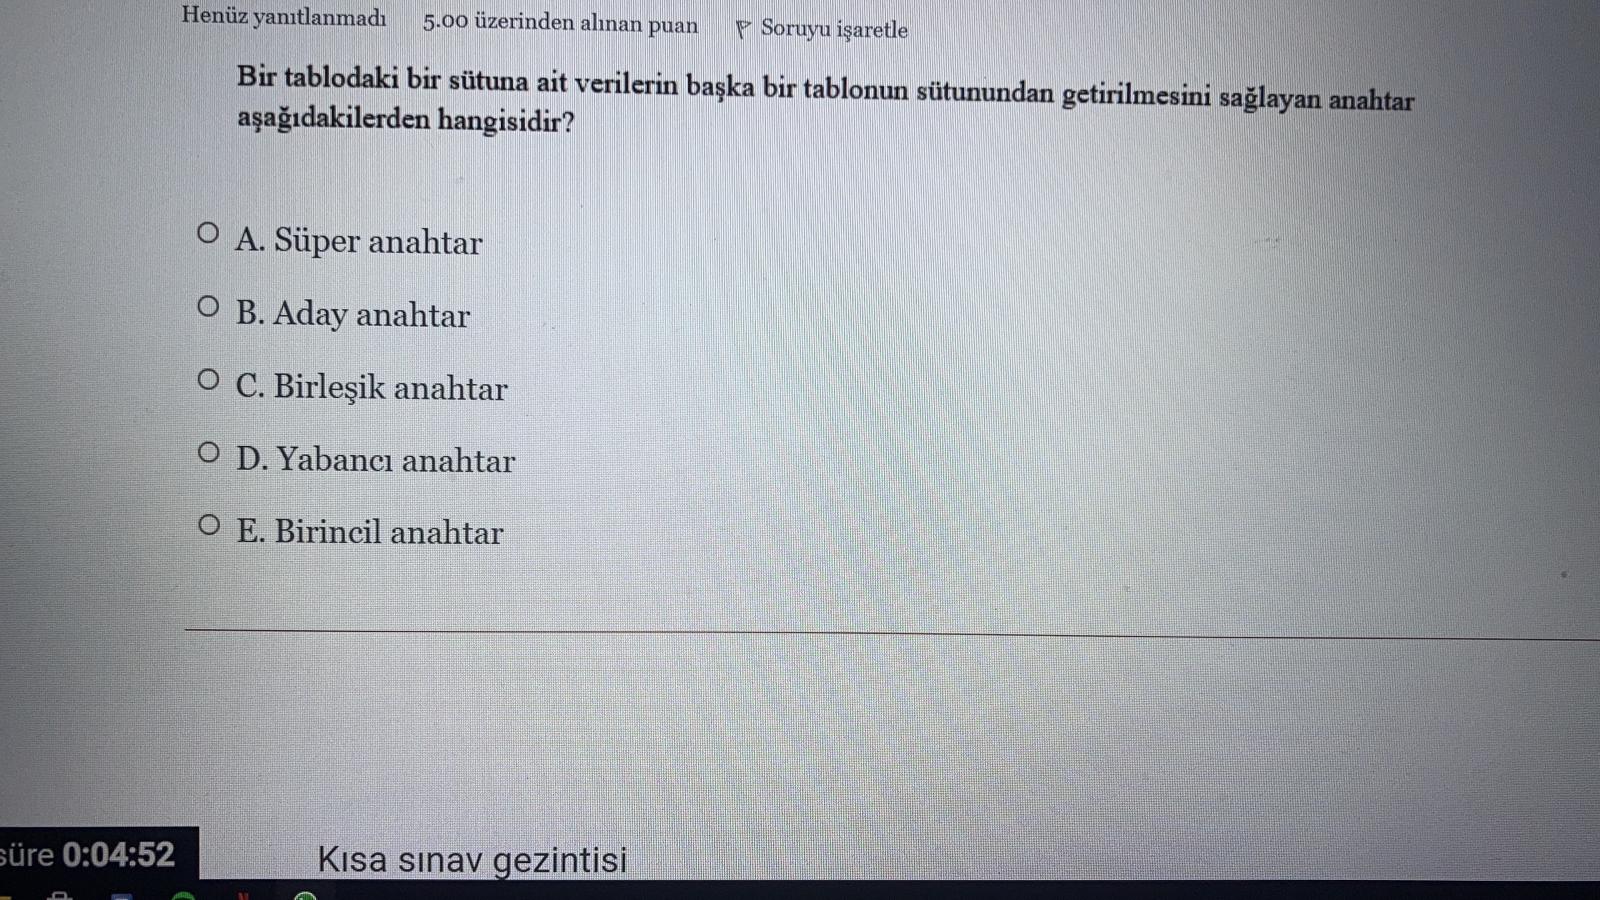 Henüz yanıtlanmadı 5.00 üzerinden alınan puan Soruyu işaretle
Bir tablodaki bir sütuna ait verilerin başka bir tablonun sütunundan getirilmesini sağlayan anahtar
aşağıdakilerden hangisidir?
A. Süper anahtar
B. Aday anahtar
C. Birleşik anahtar
D. Yabancı anahtar
E. Birincil anahtar
süre 0:04:52
Kısa sınav gezintisi